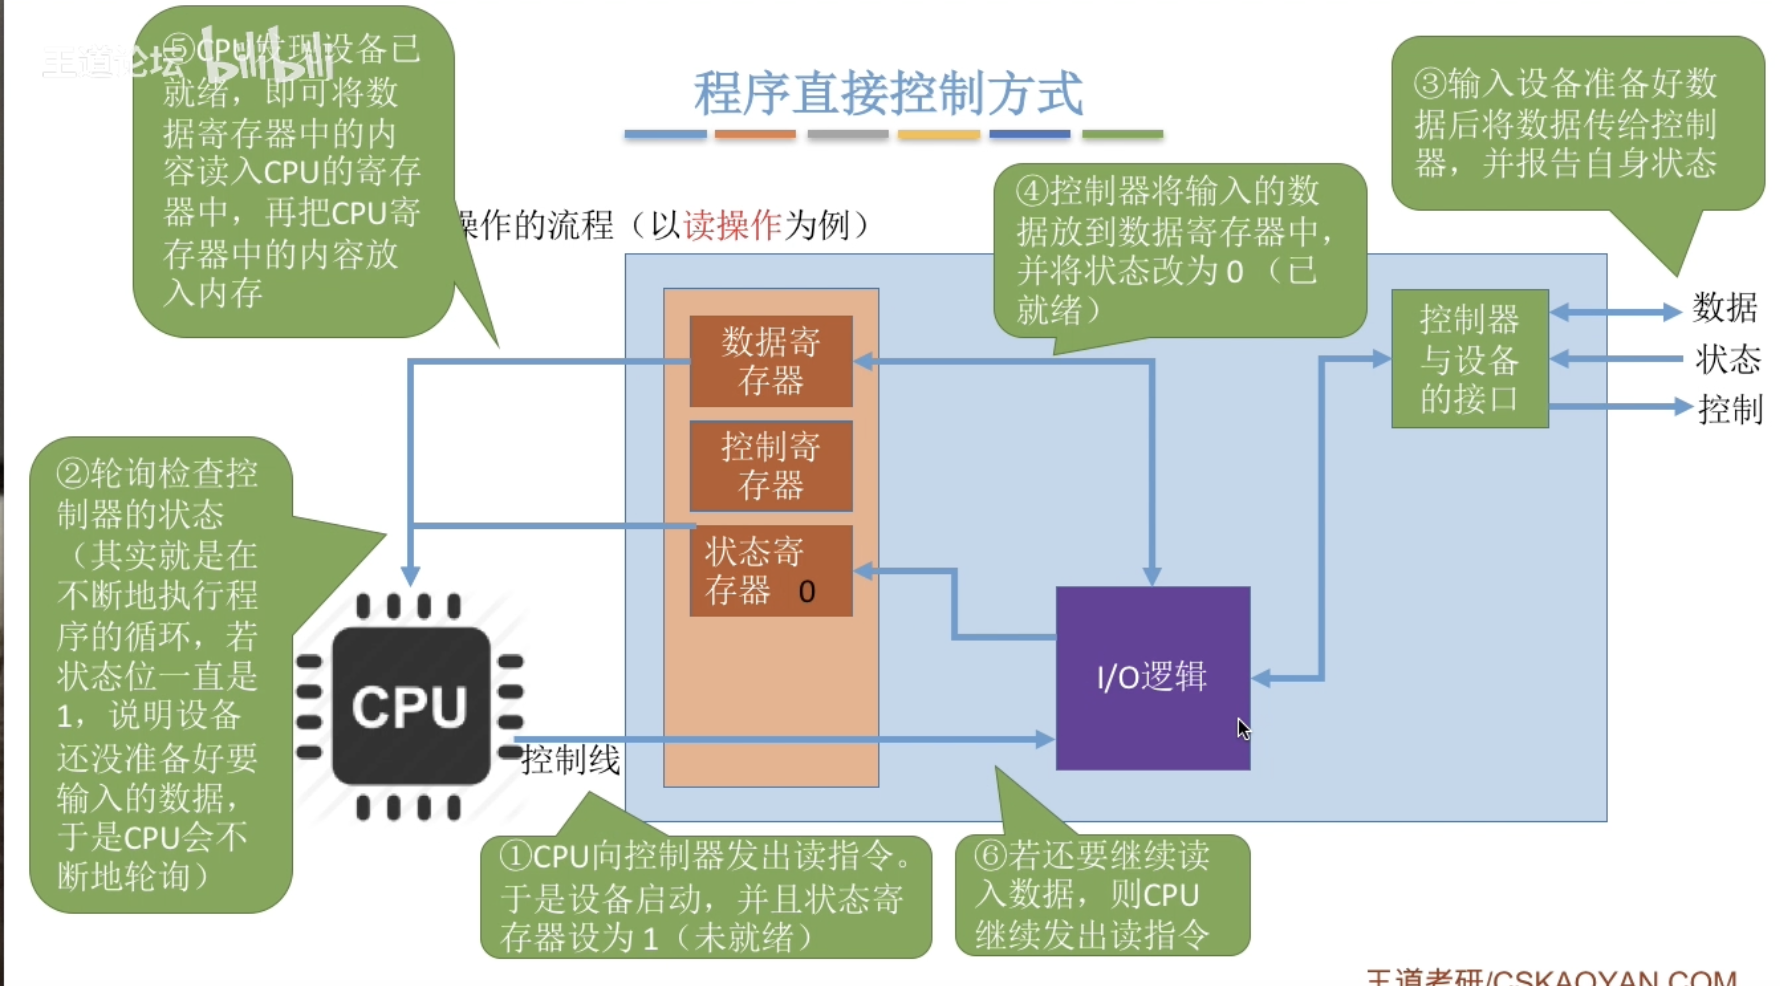 王道论坛 bilibili
⑤CPU发现设备已
就绪，即可将数
据寄存器中的内
容读入CPU的寄存
器中，再把CPU寄
存器中的内容放
入内存
程序直接控制方式
③输入设备准备好数
据后将数据传给控制
器，并报告自身状态
④控制器将输入的数
据放到数据寄存器中，
并将状态改为 0 （已
就绪）
操作的流程（以读操作为例）
数据寄
存器
控制寄
存器
状态寄
存器 0
控制器
与设备
的接口
数据
状态
控制
②轮询检查控
制器的状态
（其实就是在
不断地执行程
序的循环，若
状态位一直是
1，说明设备
还没准备好要
输入的数据，
于是CPU会不
断地轮询）
CPU
I/O逻辑
控制线
①CPU向控制器发出读指令。
于是设备启动，并且状态寄
存器设为 1（未就绪）
⑥若还要继续读
入数据，则CPU
继续发出读指令
王道考研/CSKAOYAN.COM